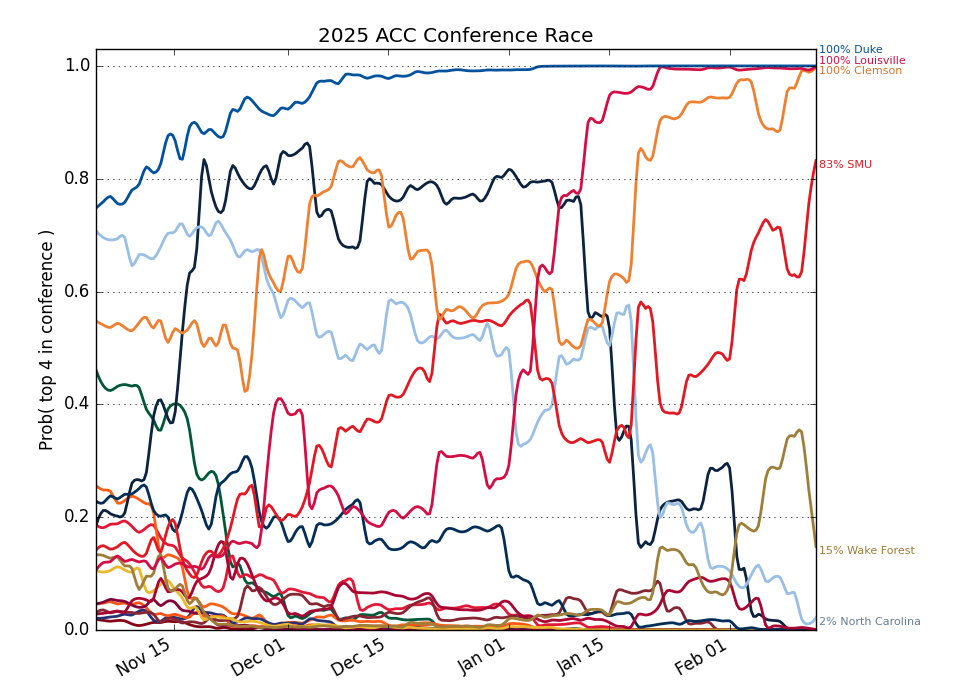 2025 ACC Conference Race
100% Duke
100% Louisville
100% Clemson
83% SMU
15% Wake Forest
2% North Carolina
Prob( top 4 in conference )
1.0
0.8
0.6
0.4
0.2
0.0
Nov 15
Dec 01
Dec 15
Jan 01
Jan 15
Feb 01